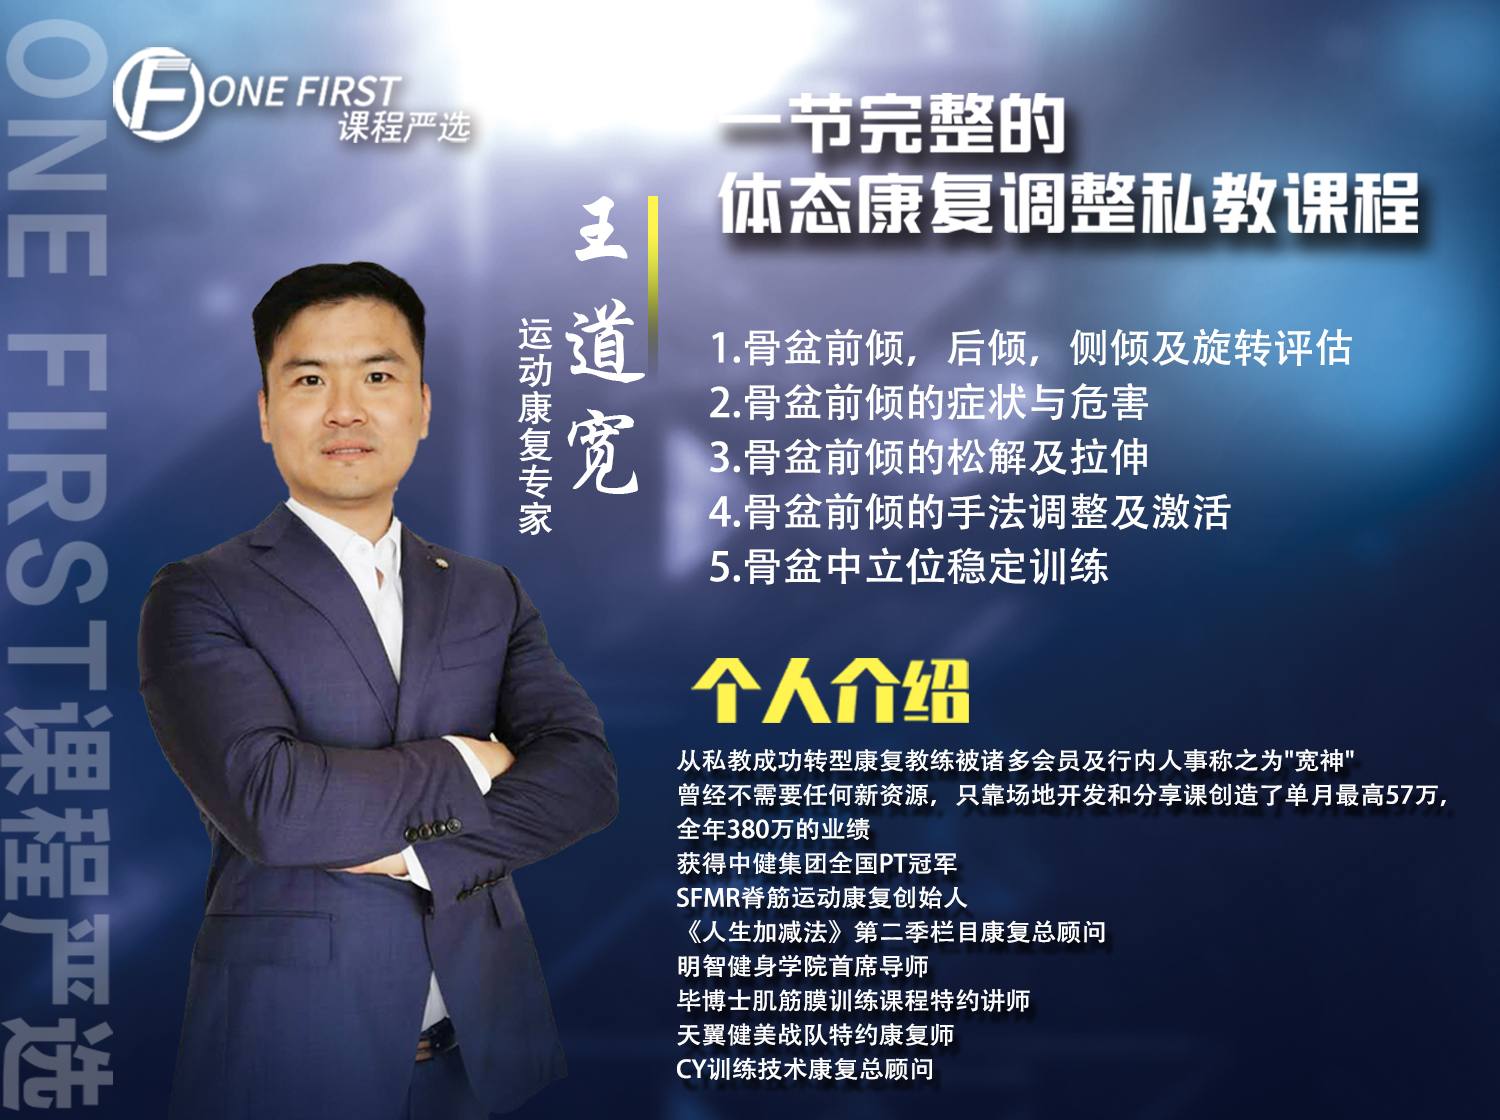 ONE FIRST课程严选
F ONE FIRST
课程严选
一节完整的
体态康复调整私教课程
王道宽
运动康复专家
1.骨盆前倾，后倾，侧倾及旋转评估
2.骨盆前倾的症状与危害
3.骨盆前倾的松解及拉伸
4.骨盆前倾的手法调整及激活
5.骨盆中立位稳定训练
个人介绍
从私教成功转型康复教练被诸多会员及行内人事称之为"宽神"
曾经不需要任何新资源，只靠场地开发和分享课创造了单月最高57万，
全年380万的业绩
获得中健集团全国PT冠军
SFMR脊筋运动康复创始人
《人生加减法》第二季栏目康复总顾问
明智健身学院首席导师
毕博士肌筋膜训练课程特约讲师
天翼健美战队特约康复师
CY训练技术康复总顾问